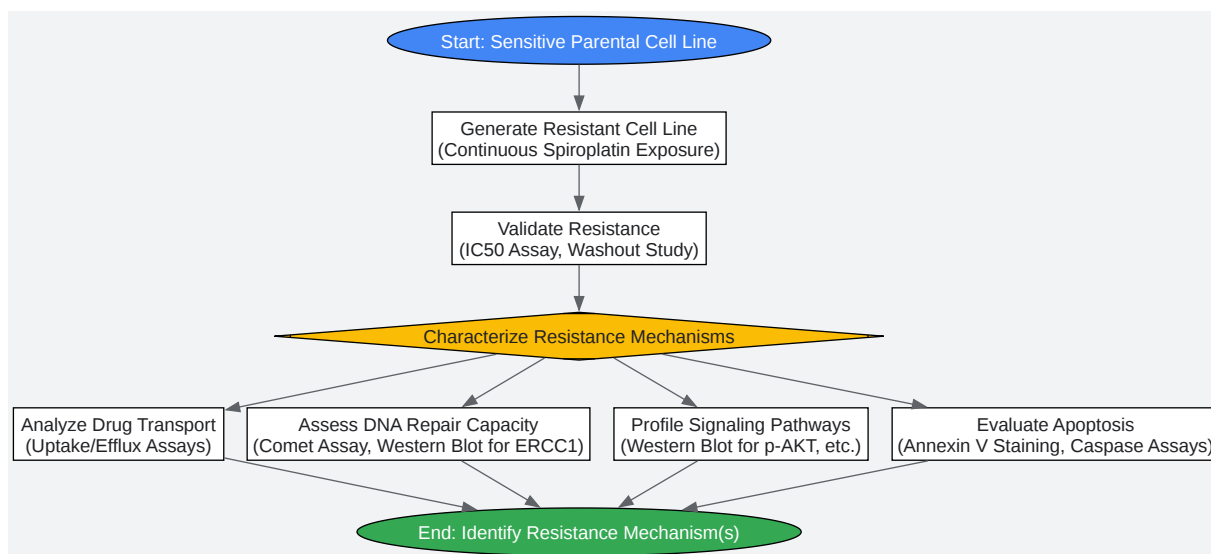 Start: Sensitive Parental Cell Line
Generate Resistant Cell Line
(Continuous Spiroplatin Exposure)
Validate Resistance
(IC50 Assay, Washout Study)
Characterize Resistance Mechanisms
Analyze Drug Transport
(Uptake/Efflux Assays)
Assess DNA Repair Capacity
(Comet Assay, Western Blot for ERCC1)
Profile Signaling Pathways
(Western Blot for p-AKT, etc.)
Evaluate Apoptosis
(Annexin V Staining, Caspase Assays)
End: Identify Resistance Mechanism(s)